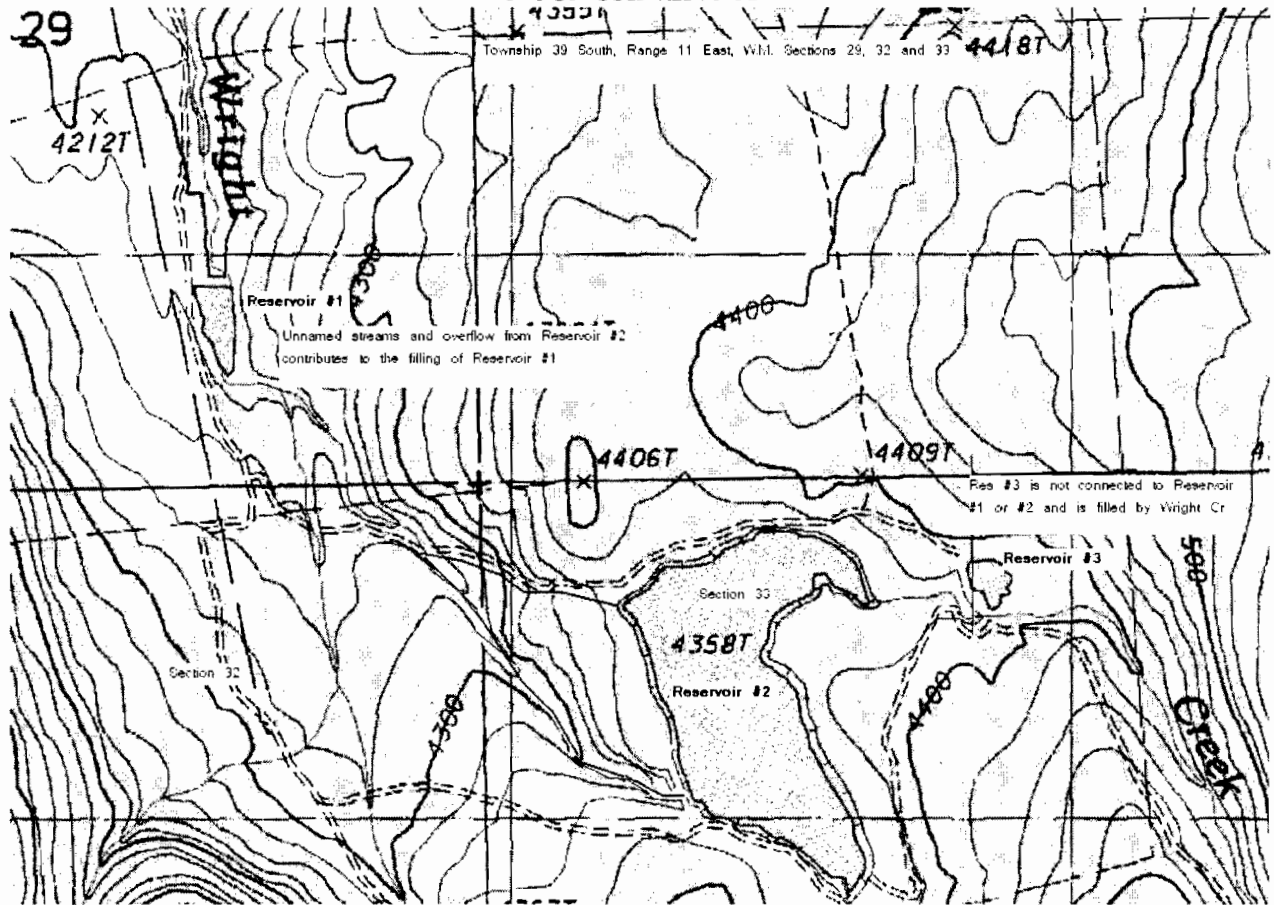 29
4395T
Township 39 South, Range 11 East, W.M. Sections 29, 32 and 33
4418T
4212T
Wright
4300
Reservoir #1
Unnamed streams and overflow from Reservoir #2
contributes to the filling of Reservoir #1
4400
4406T
4409T
Res #3 is not connected to Reservoir
#1 or #2 and is filled by Wright Cr
Reservoir #3
Section 33
4358T
Section 32
Reservoir #2
4300
4400
Creek